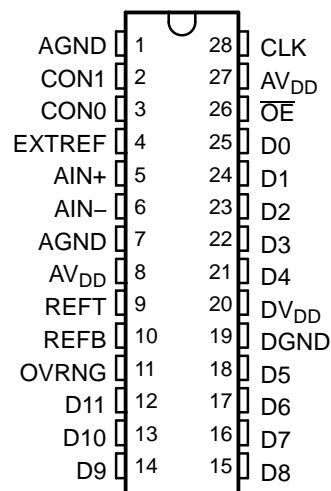 AGND 1 28 CLK
CON1 2 27 AVDD
CON0 3 26 OE
EXTREF 4 25 D0
AIN+ 5 24 D1
AIN– 6 23 D2
AGND 7 22 D3
AVDD 8 21 D4
REFT 9 20 DVDD
REFB 10 19 DGND
OVRNG 11 18 D5
D11 12 17 D6
D10 13 16 D7
D9 14 15 D8